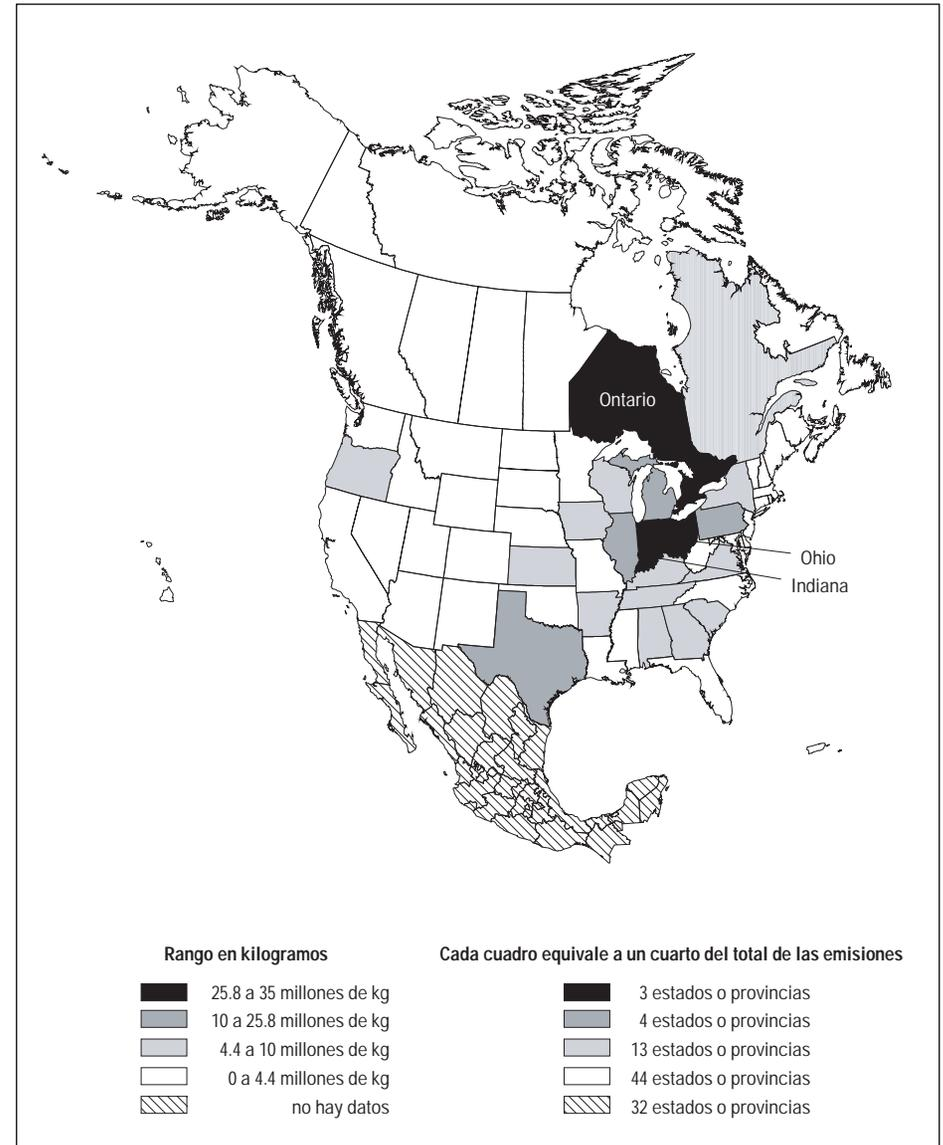 Ontario
Ohio
Indiana
Rango en kilogramos
25.8 a 35 millones de kg
10 a 25.8 millones de kg
4.4 a 10 millones de kg
0 a 4.4 millones de kg
no hay datos
Cada cuadro equivale a un cuarto del total de las emisiones
3 estados o provincias
4 estados o provincias
13 estados o provincias
44 estados o provincias
32 estados o provincias